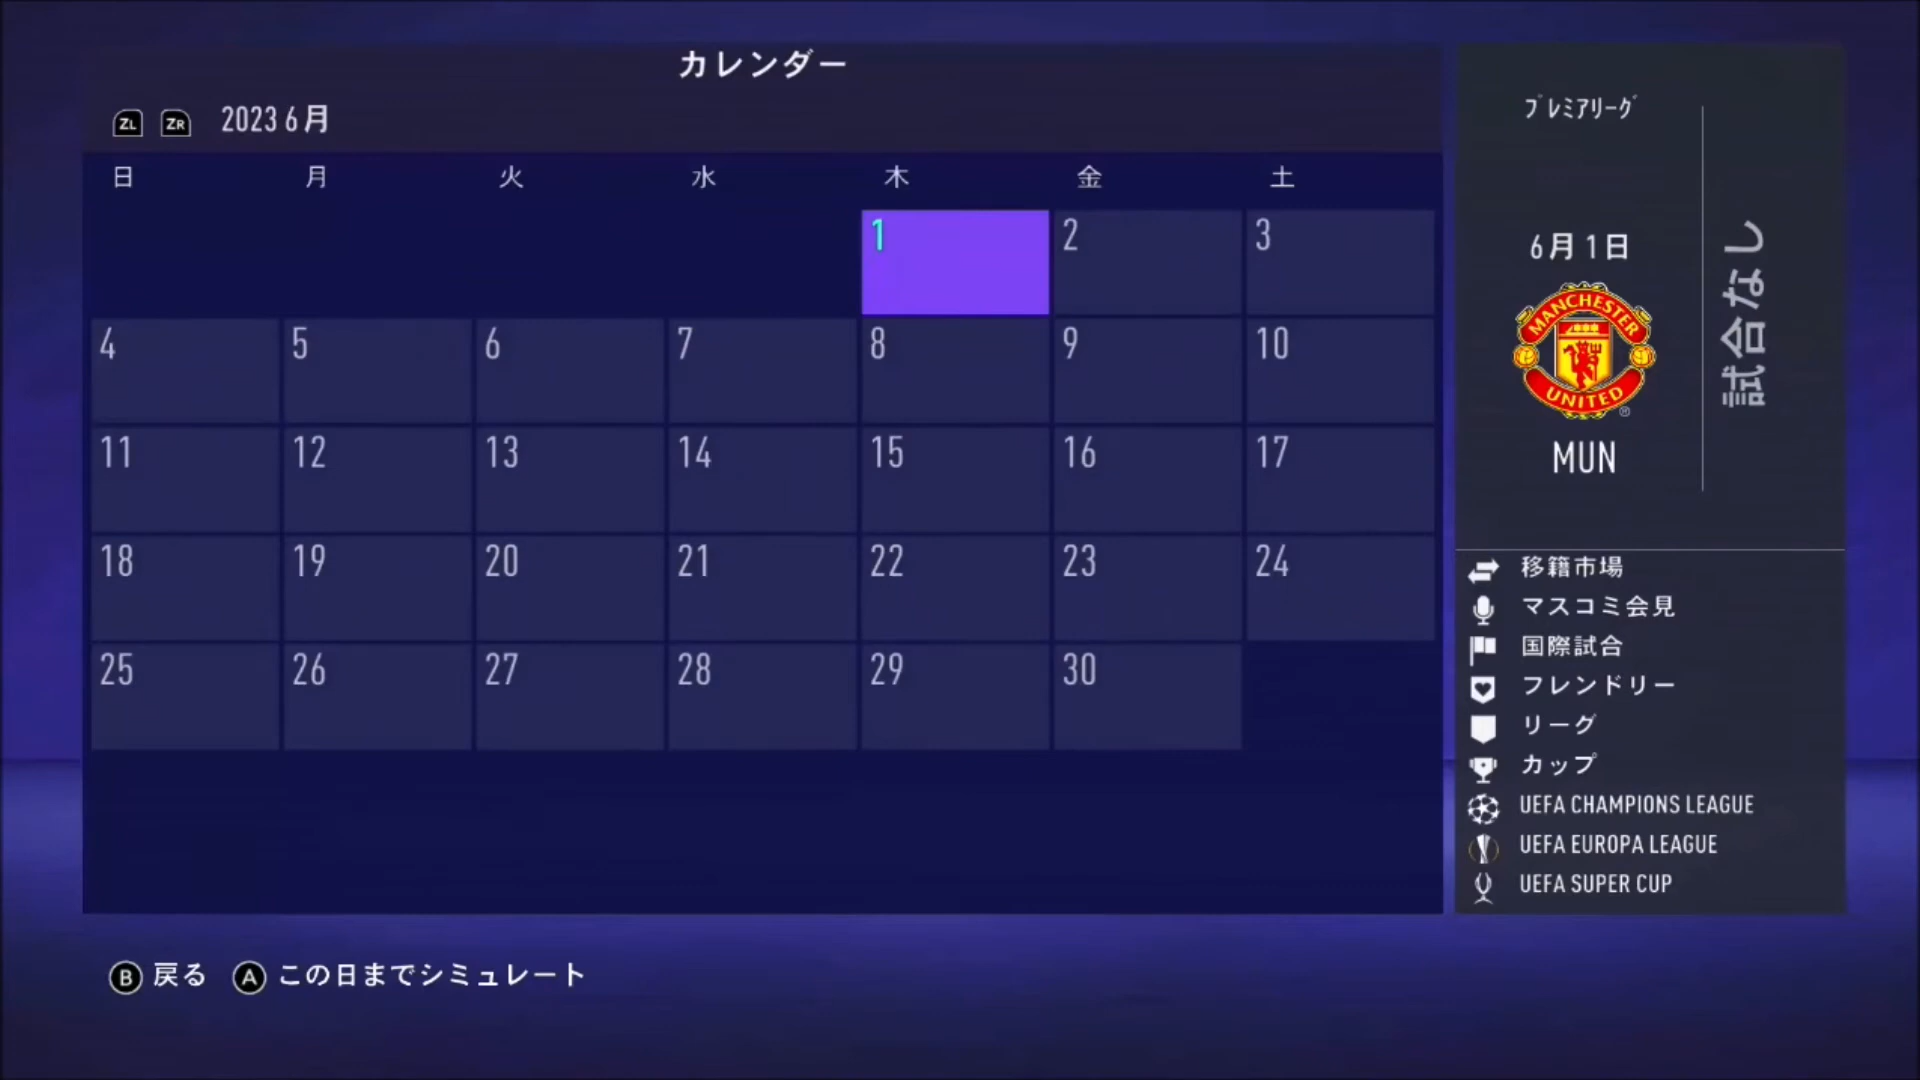 カレンダー
ZL ZR 2023 6月
日 月 火 水 木 金 土
1 2 3
4 5 6 7 8 9 10
11 12 13 14 15 16 17
18 19 20 21 22 23 24
25 26 27 28 29 30
プレミアリーグ
6月1日
MANCHESTER
UNITED
®
MUN
試合なし
移籍市場
マスコミ会見
国際試合
フレンドリー
リーグ
カップ
UEFA CHAMPIONS LEAGUE
UEFA EUROPA LEAGUE
UEFA SUPER CUP
B 戻る A この日までシミュレート